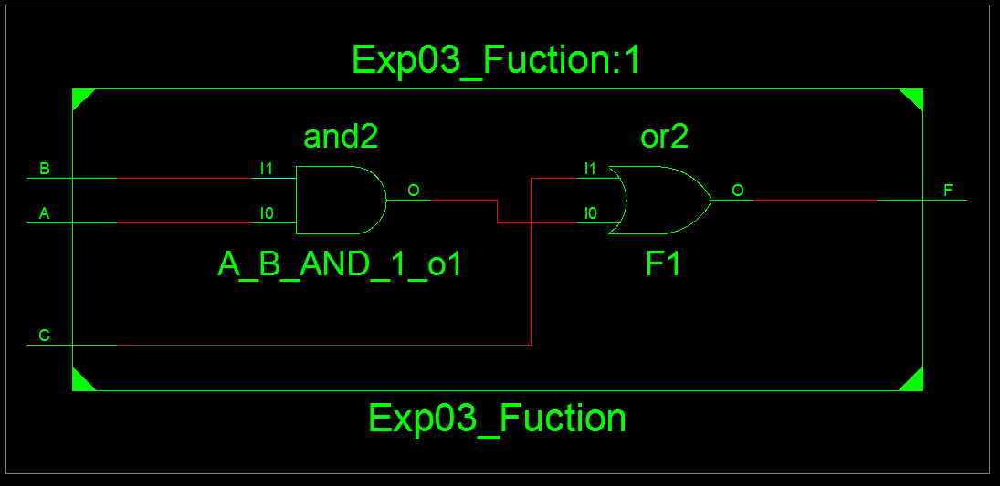 Exp03_Fuction:1
and2
or2
B
I1
I1
O
O
F
A
I0
I0
A_B_AND_1_o1
F1
C
Exp03_Fuction